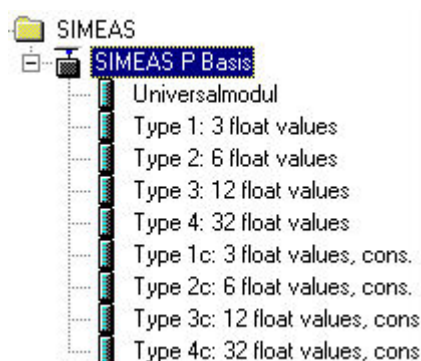 SIMEAS
SIMEAS P Basis
Universalmodul
Type 1: 3 float values
Type 2: 6 float values
Type 3: 12 float values
Type 4: 32 float values
Type 1c: 3 float values, cons.
Type 2c: 6 float values, cons.
Type 3c: 12 float values, cons
Type 4c: 32 float values, cons